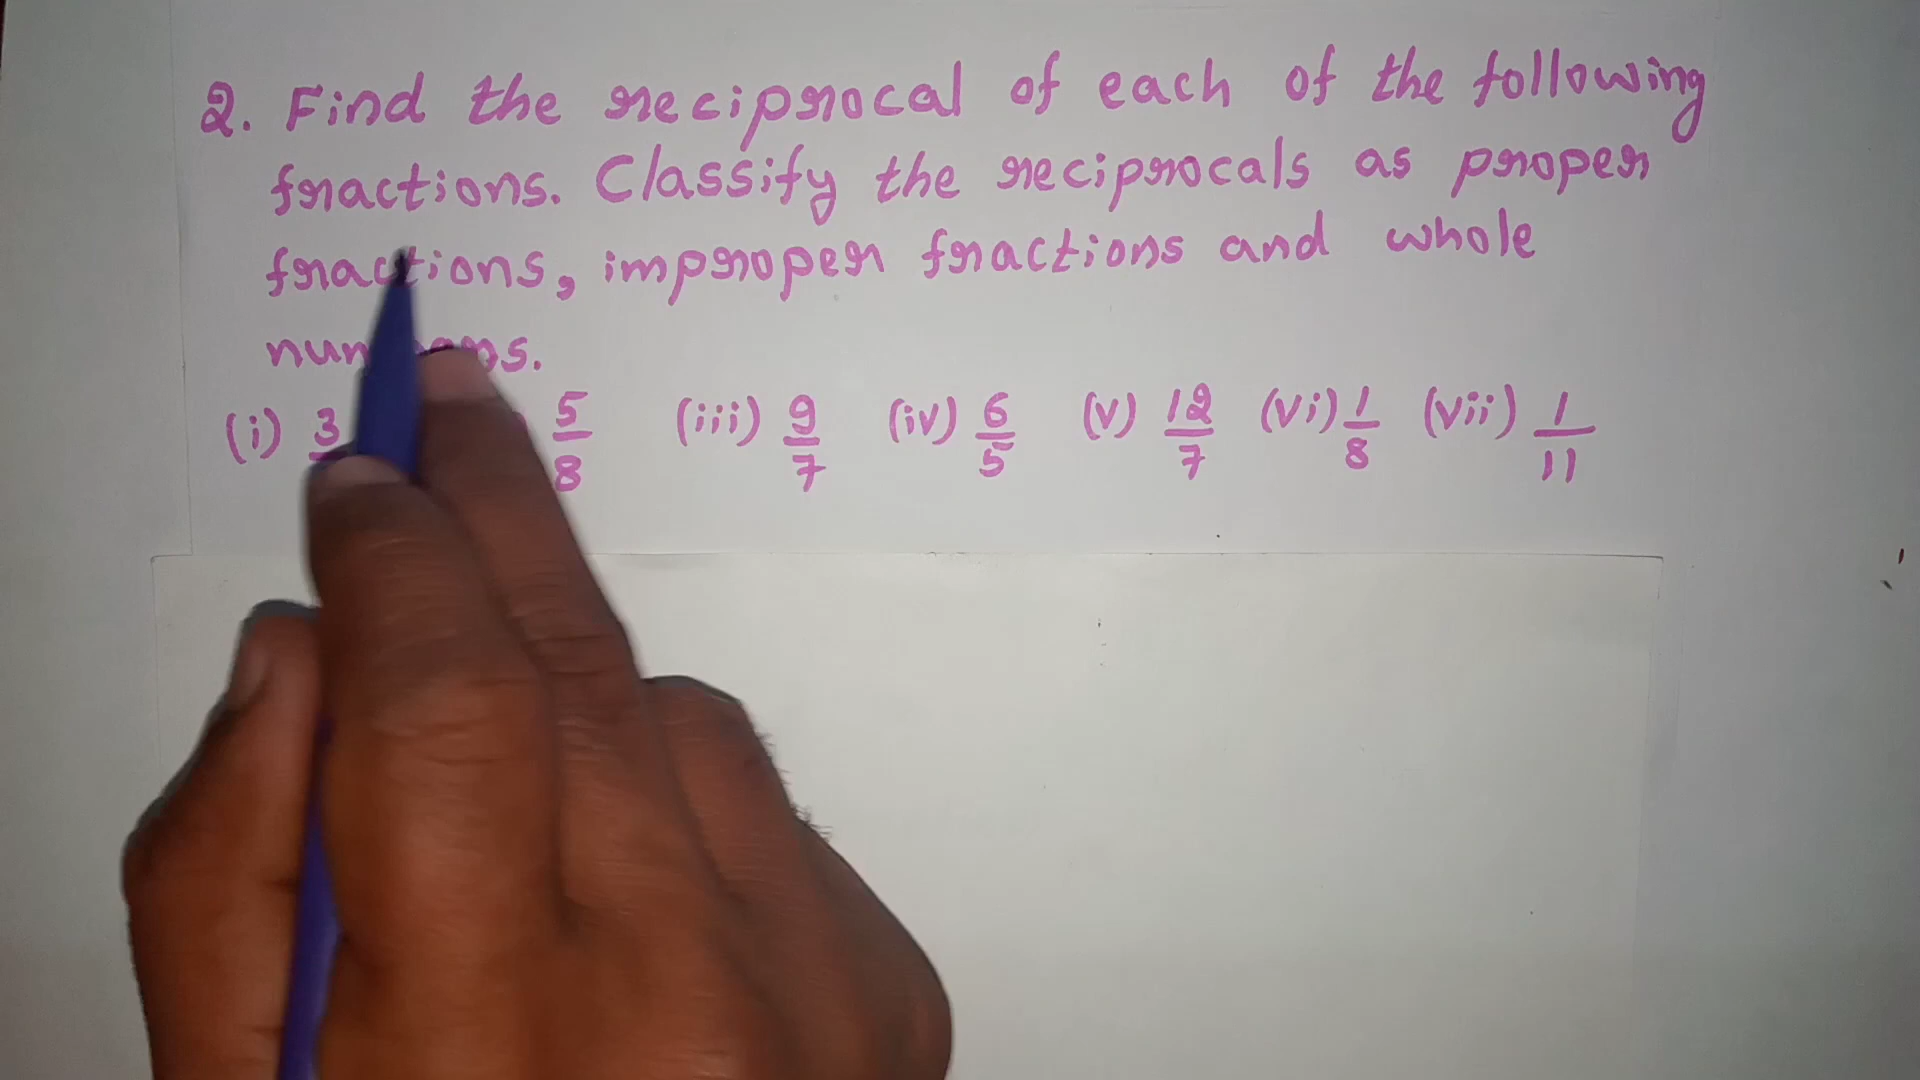 2. Find the reciprocal of each of the following
fractions. Classify the reciprocals as proper
fractions, improper fractions and whole
(i) 3 5/8 (iii) 9/7 (iv) 6/5 (v) 12/7 (vi) 1/8 (vii) 1/11